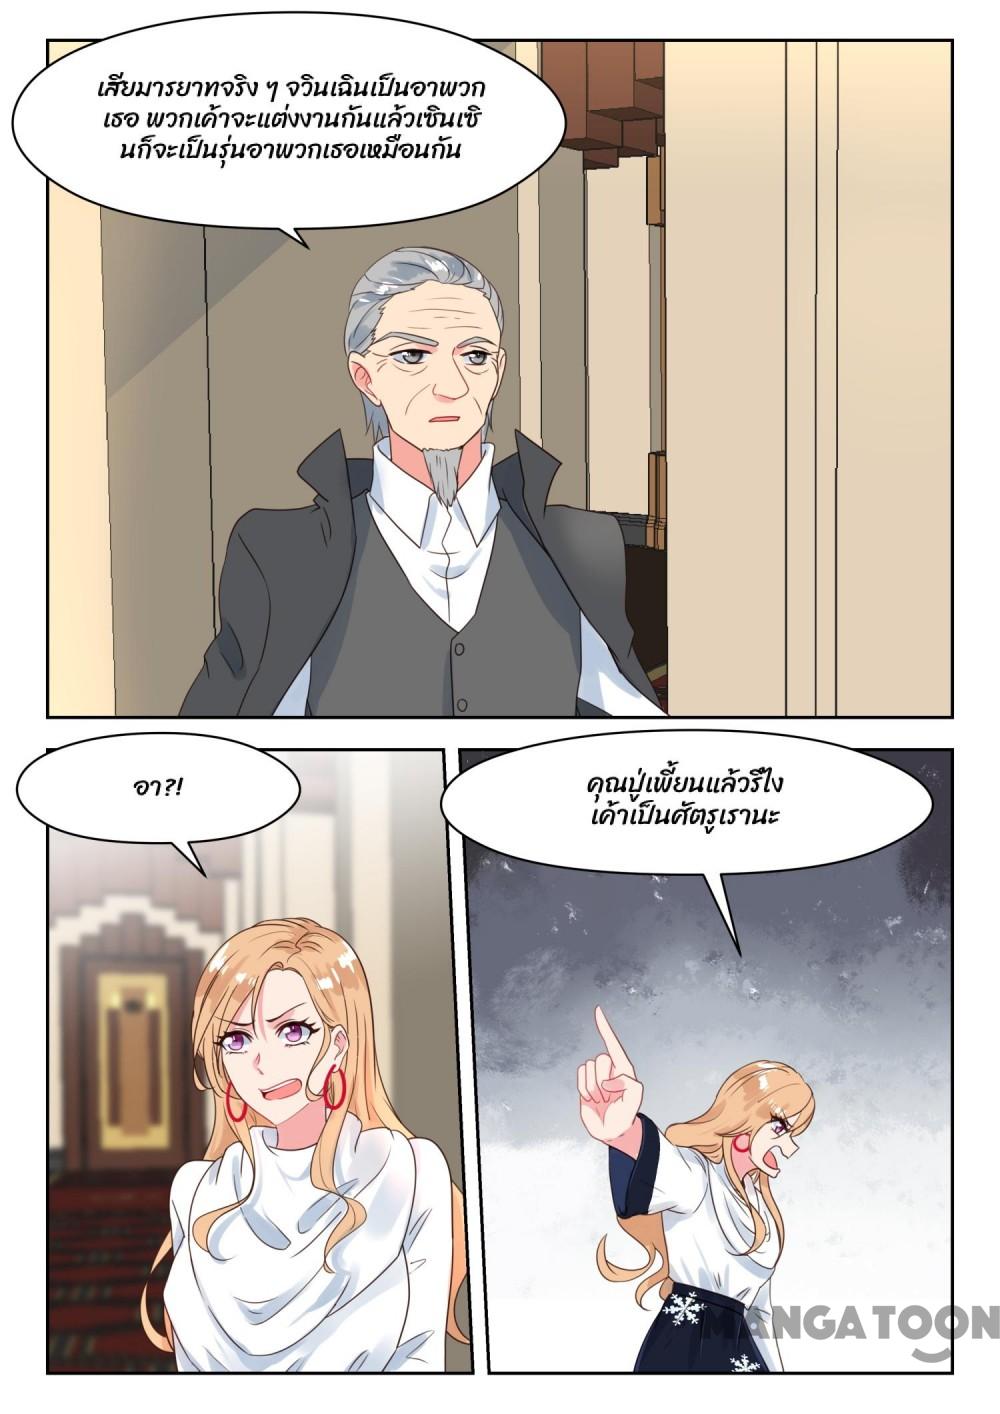 เสียมารยาทจริง ๆ จวินเฉินเป็นอาพวก
เธอ พวกเค้าจะแต่งงานกันแล้วเซินเซิ
นก็จะเป็นรุ่นอาพวกเธอเหมือนกัน
อา?!
คุณปู่เพี้ยนแล้วรึไง
เค้าเป็นศัตรูเรานะ
MANGATOON